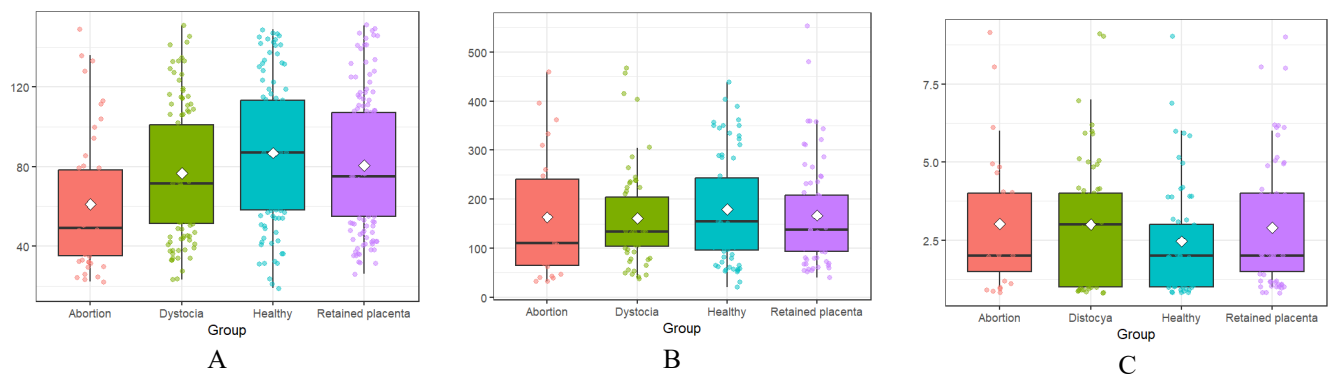 120
80
40
Abortion Dystocia Healthy Retained placenta
Group
A
500
400
300
200
100
0
Abortion Dystocia Healthy Retained placenta
Group
B
7.5
5.0
2.5
Abortion Distocya Healthy Retained placenta
Group
C